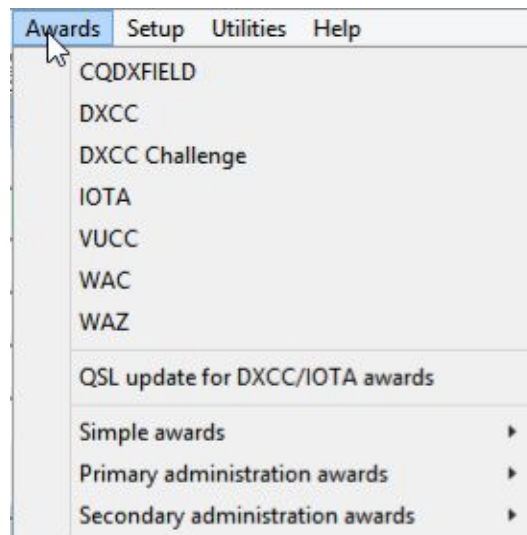 Awards Setup Utilities Help
CQDXFIELD
DXCC
DXCC Challenge
IOTA
VUCC
WAC
WAZ
QSL update for DXCC/IOTA awards
Simple awards
Primary administration awards
Secondary administration awards